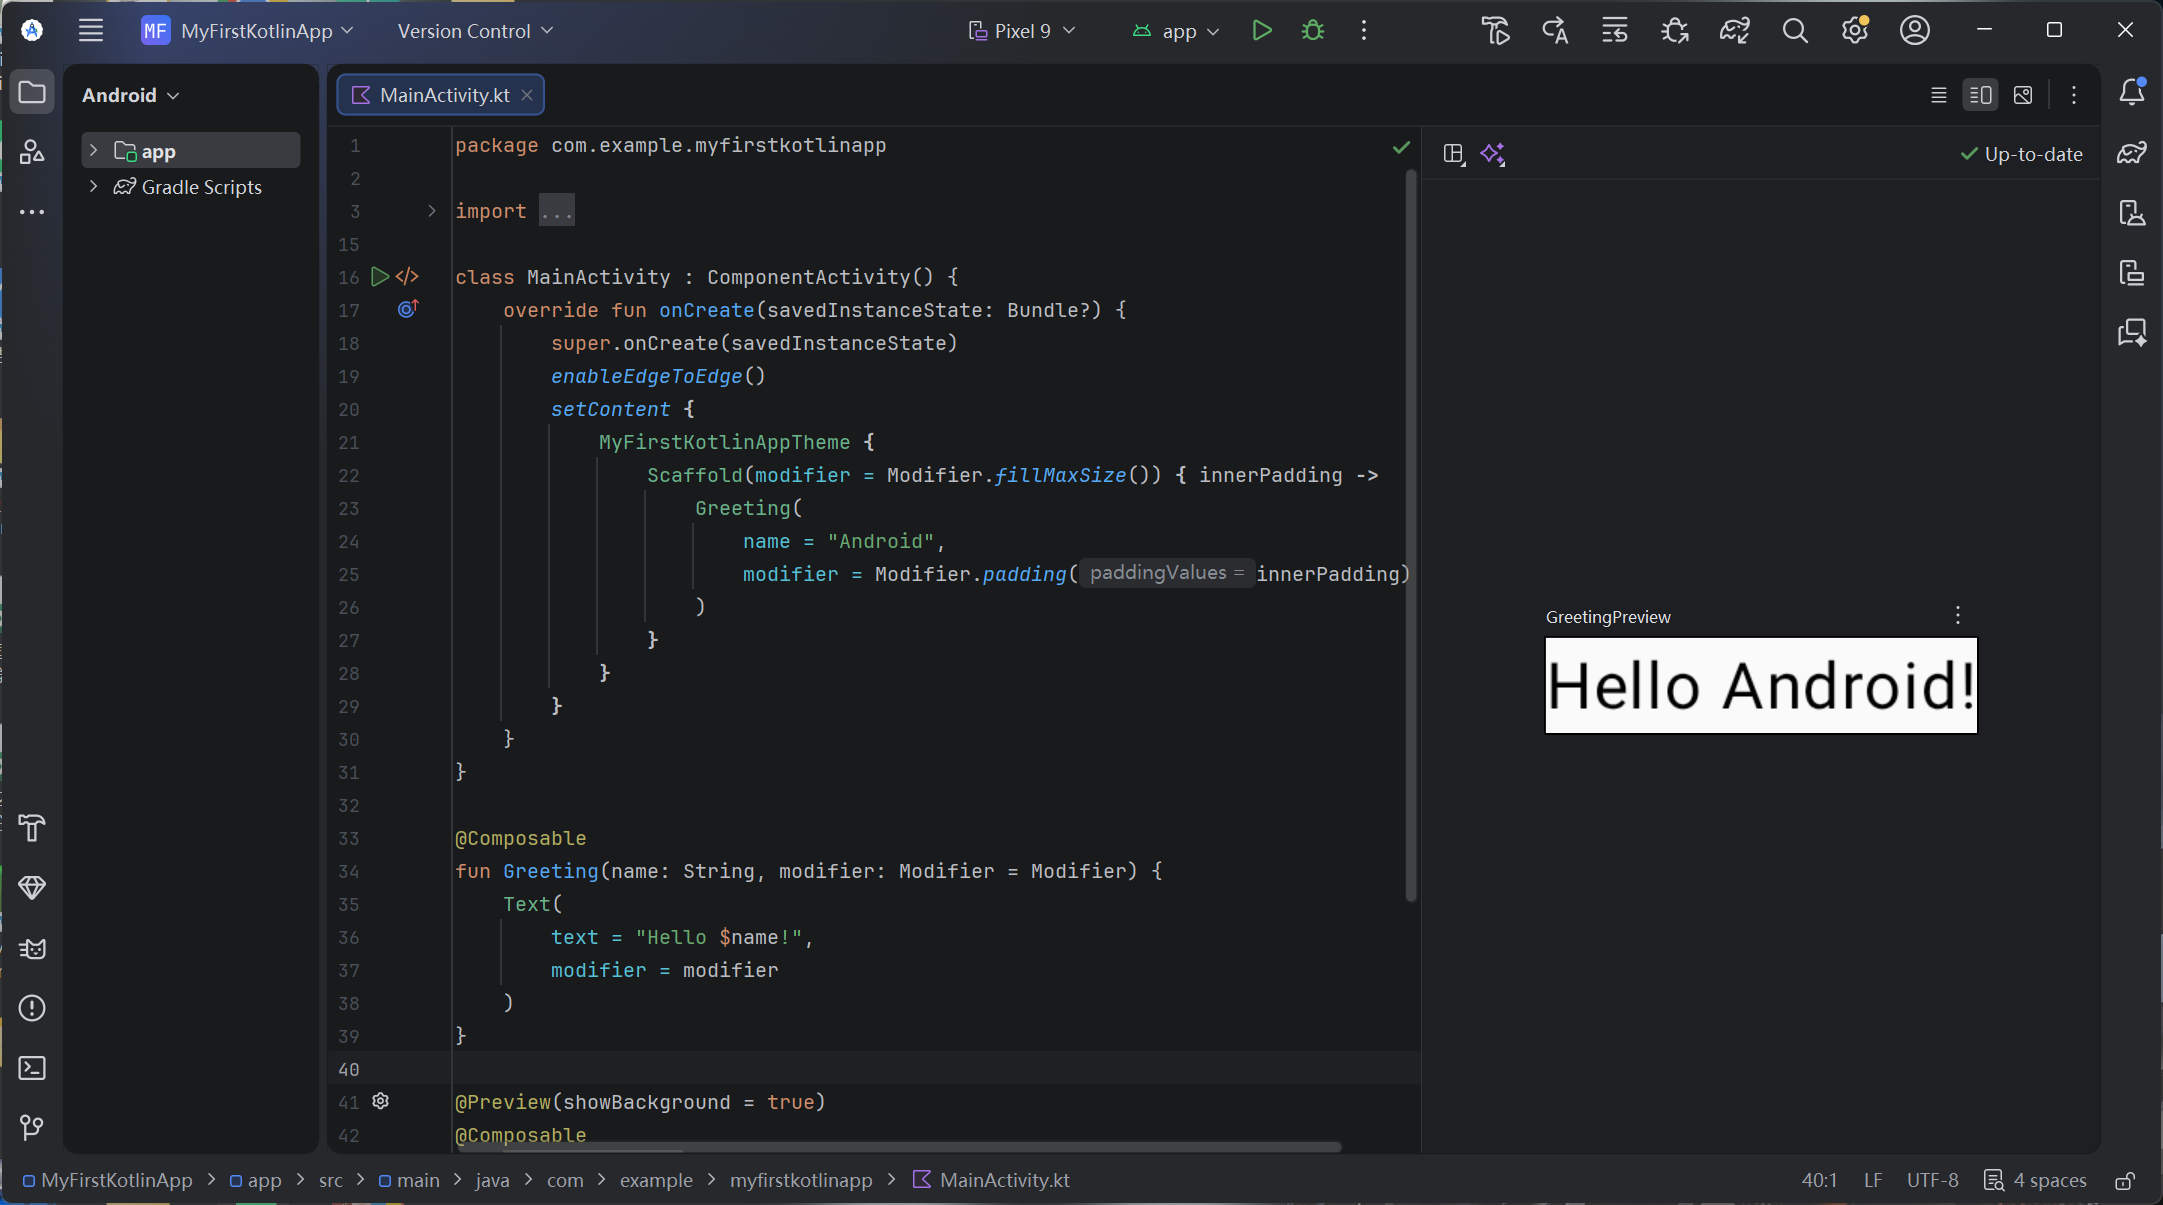 MF MyFirstKotlinApp Version Control Pixel 9 app
Android
app
Gradle Scripts
MainActivity.kt
1 package com.example.myfirstkotlinapp
2
3 import ...
15
16 class MainActivity : ComponentActivity() {
17 override fun onCreate(savedInstanceState: Bundle?) {
18 super.onCreate(savedInstanceState)
19 enableEdgeToEdge()
20 setContent {
21 MyFirstKotlinAppTheme {
22 Scaffold(modifier = Modifier.fillMaxSize()) { innerPadding ->
23 Greeting(
24 name = "Android",
25 modifier = Modifier.padding( paddingValues = innerPadding)
26 )
27 }
28 }
29 }
30 }
31 }
32
33 @Composable
34 fun Greeting(name: String, modifier: Modifier = Modifier) {
35 Text(
36 text = "Hello $name!",
37 modifier = modifier
38 )
39 }
40
41 @Preview(showBackground = true)
42 @Composable
Up-to-date
GreetingPreview
Hello Android!
MyFirstKotlinApp > app > src > main > java > com > example > myfirstkotlinapp > MainActivity.kt 40:1 LF UTF-8 4 spaces